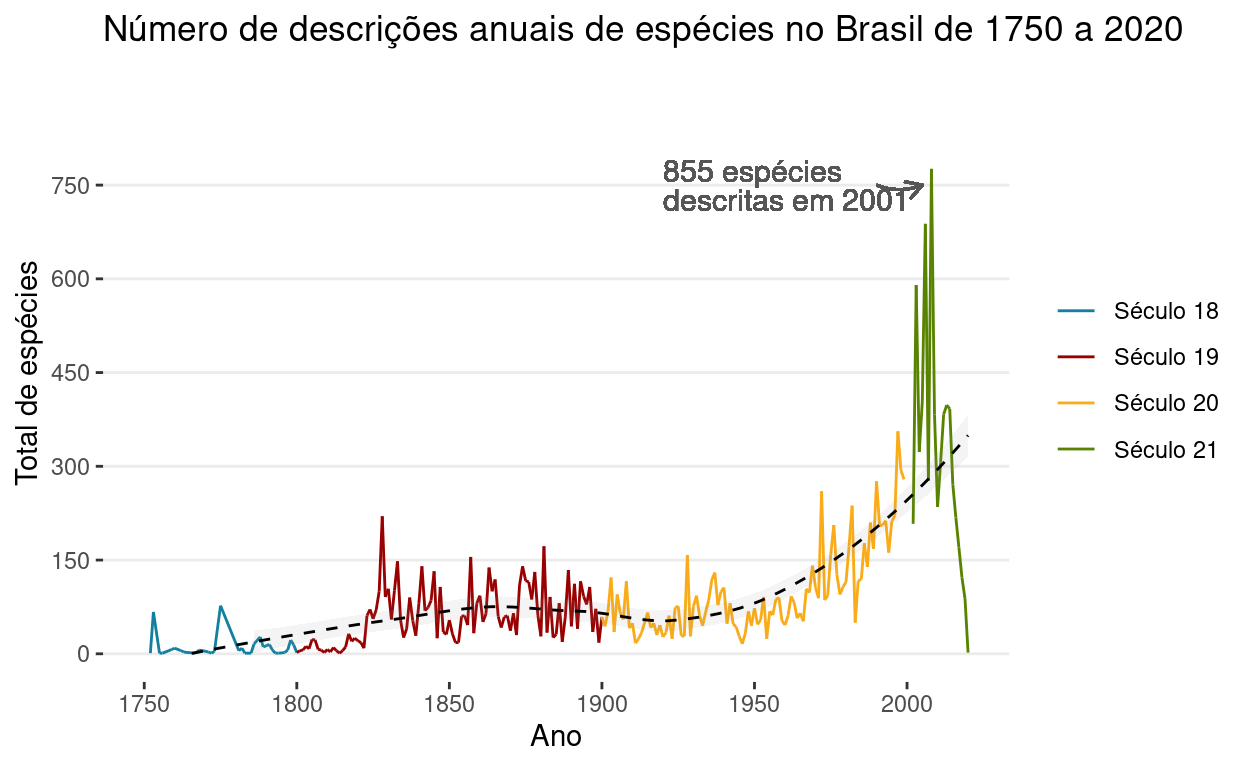 Número de descrições anuais de espécies no Brasil de 1750 a 2020
855 espécies
descritas em 2001
Total de espécies
750
600
450
300
150
0
1750 1800 1850 1900 1950 2000
Ano
Século 18
Século 19
Século 20
Século 21